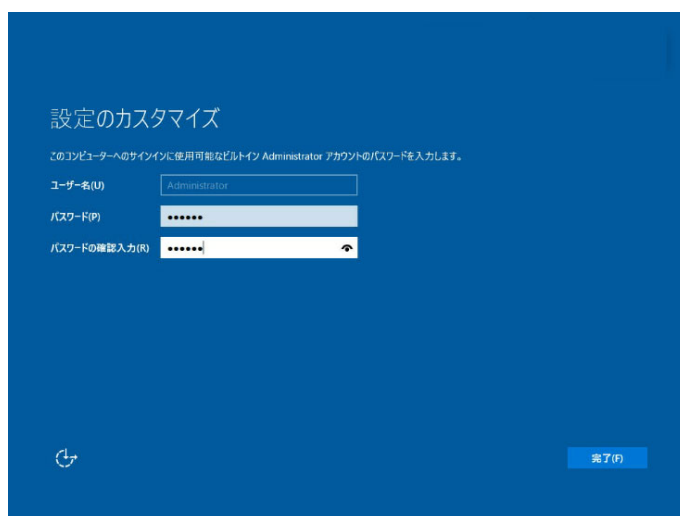 設定のカスタマイズ
このコンピューターへのサインインに使用可能なビルトイン Administrator アカウントのパスワードを入力します。
ユーザー名(U) Administrator
パスワード(P) ●●●●●●
パスワードの確認入力(R) ●●●●●●
完了(F)